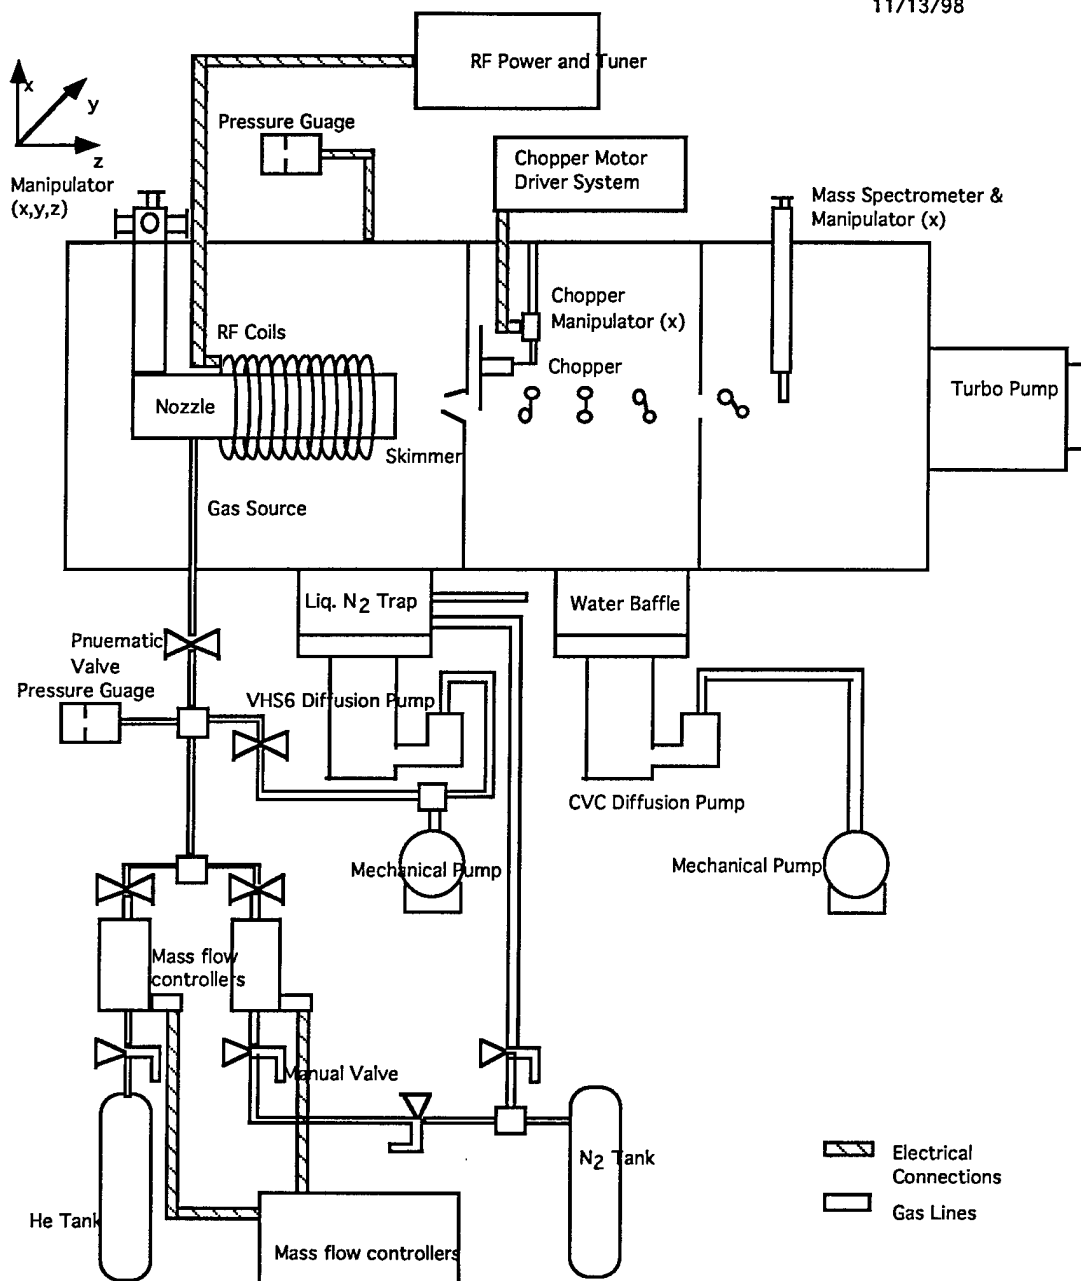 11/13/98
RF Power and Tuner
x
y
z
Pressure Guage
Chopper Motor
Driver System
Manipulator
(x,y,z)
Mass Spectrometer &
Manipulator (x)
Chopper
Manipulator (x)
RF Coils
Chopper
Nozzle
Turbo Pump
Skimmer
Gas Source
Liq. N2 Trap
Water Baffle
Pnuematic
Valve
Pressure Guage
VHS6 Diffusion Pump
CVC Diffusion Pump
Mechanical Pump
Mechanical Pump
Mass flow
controllers
Manual Valve
N2 Tank
Electrical
Connections
He Tank
Gas Lines
Mass flow controllers